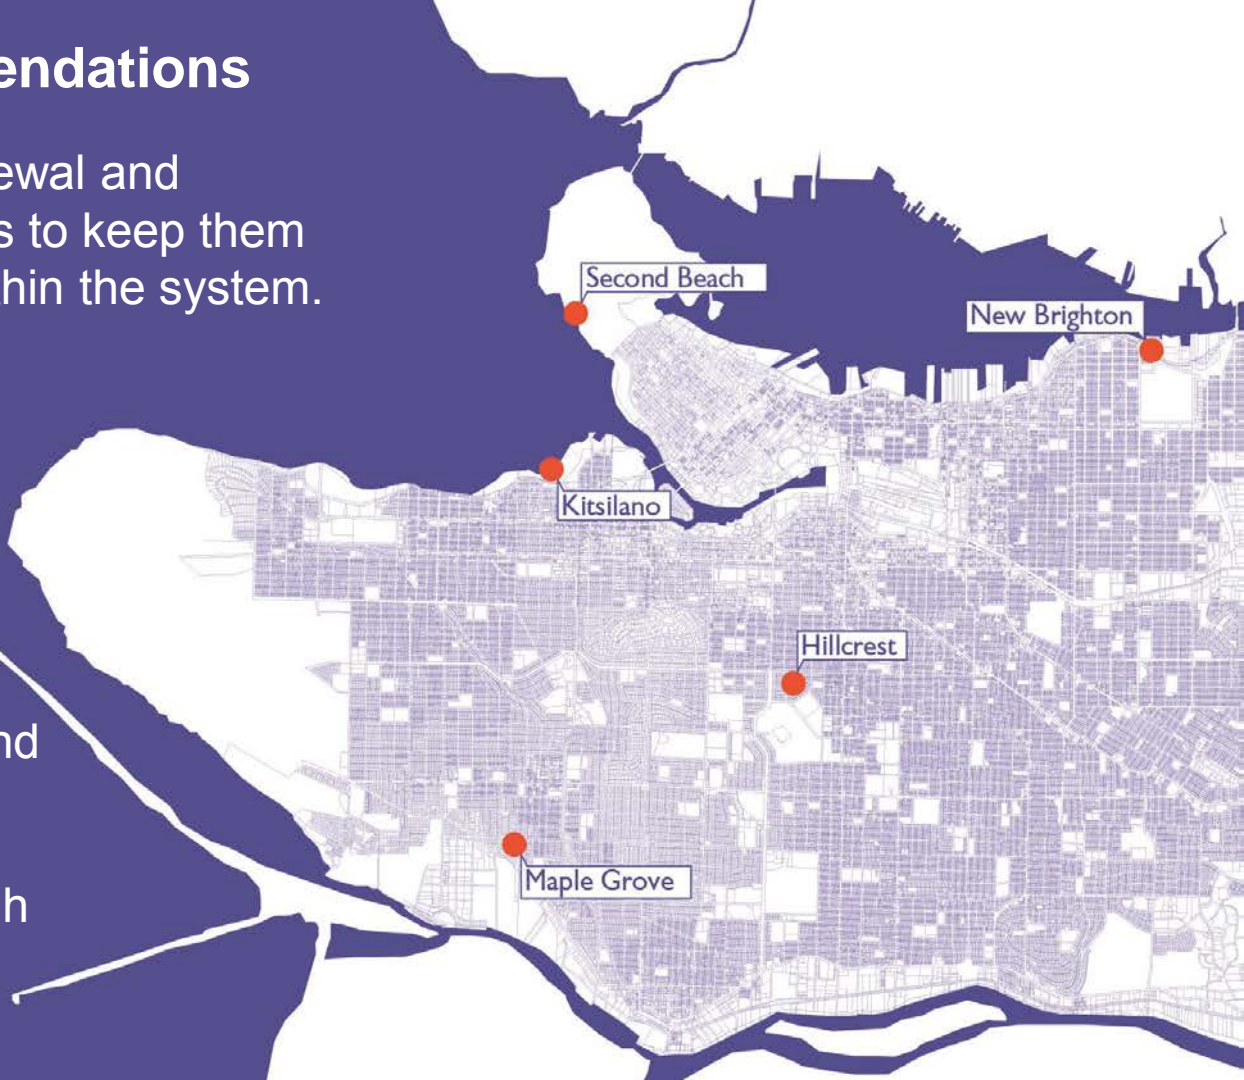 endations
ewal and
s to keep them
hin the system.
Second Beach
New Brighton
Kitsilano
Hillcrest
nd
Maple Grove
h